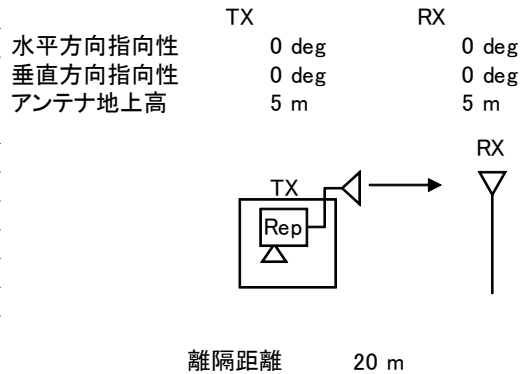 TX RX
水平方向指向性 0 deg 0 deg
垂直方向指向性 0 deg 0 deg
アンテナ地上高 5 m 5 m
RX
TX
Rep
離隔距離 20 m